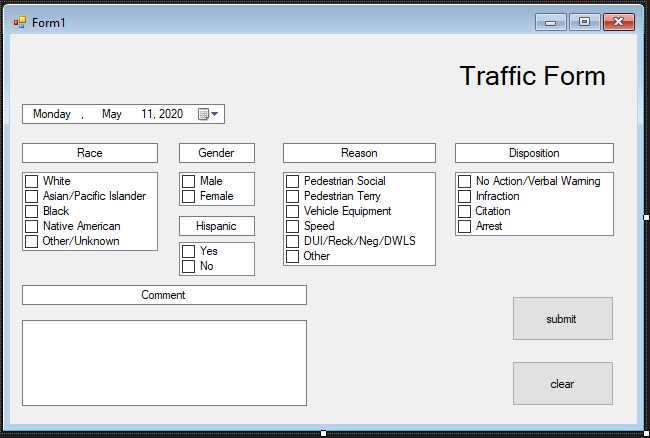 Form1
Traffic Form
Monday , May 11, 2020
Race
White
Asian/Pacific Islander
Black
Native American
Other/Unknown
Gender
Male
Female
Hispanic
Yes
No
Reason
Pedestrian Social
Pedestrian Terry
Vehicle Equipment
Speed
DUI/Reck/Neg/DWLS
Other
Disposition
No Action/Verbal Warning
Infraction
Citation
Arrest
Comment
submit
clear